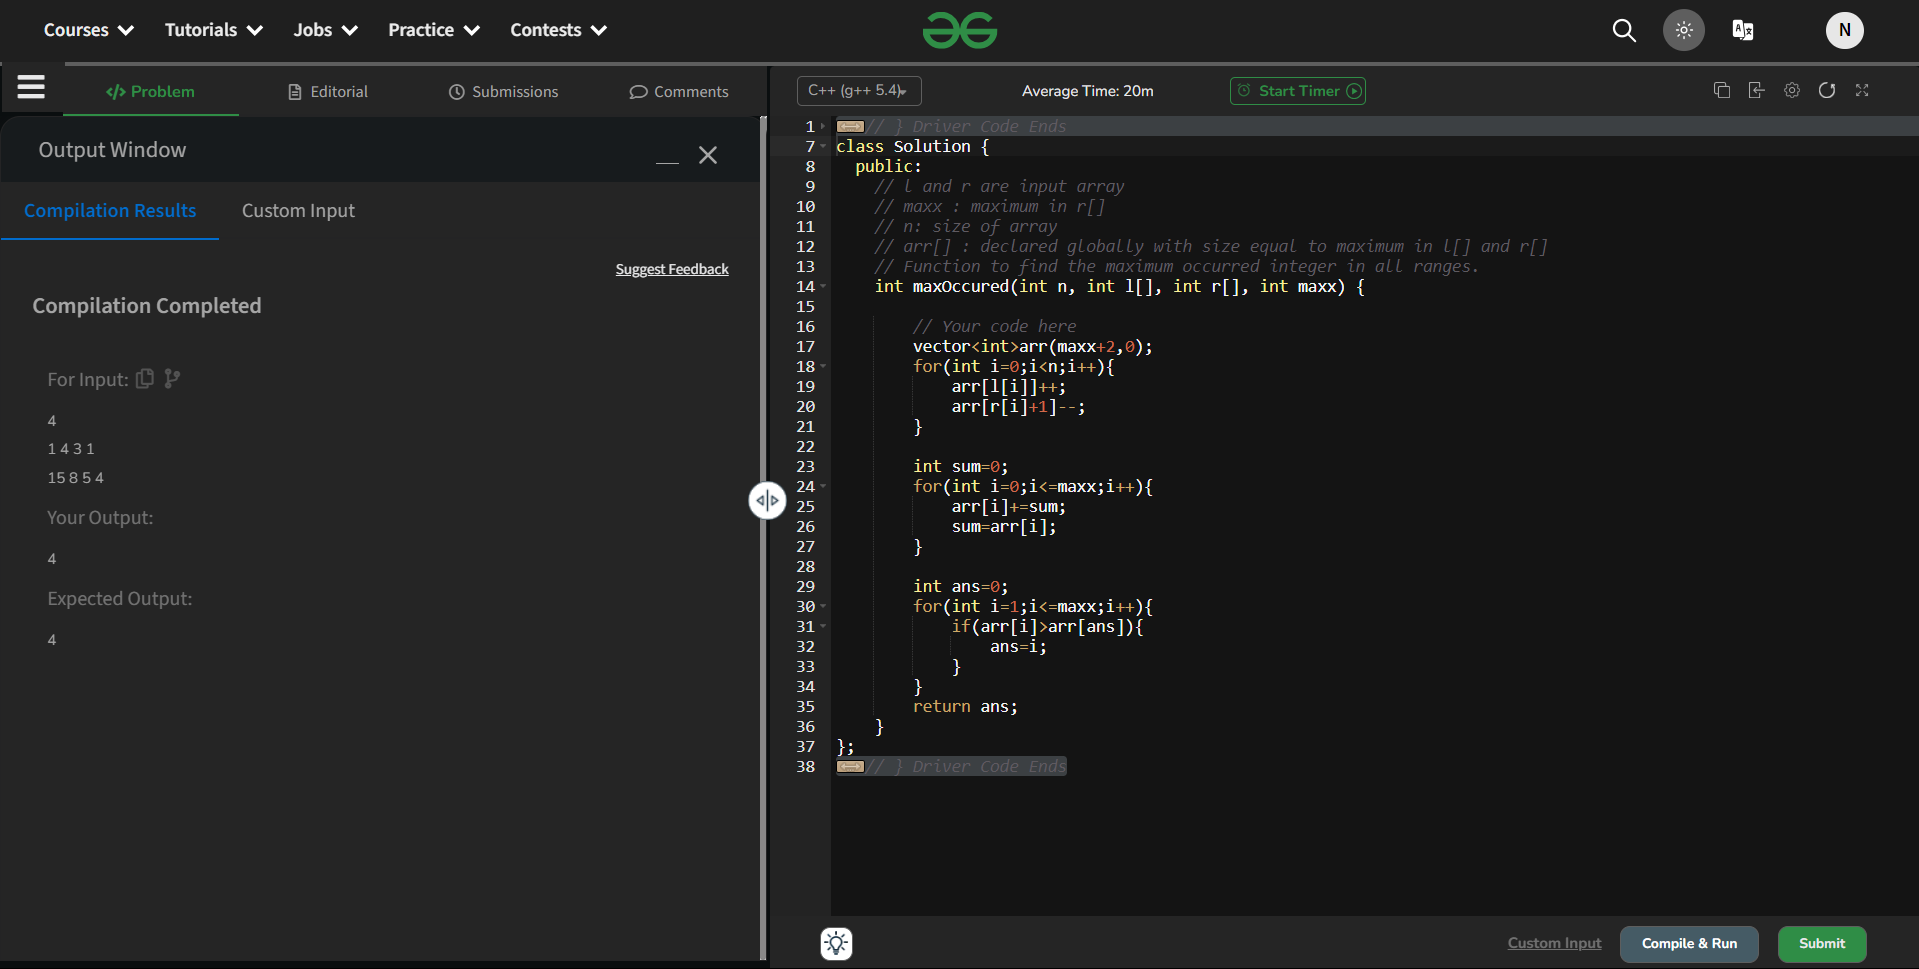 Courses Tutorials Jobs Practice Contests N
</> Problem Editorial Submissions Comments
Output Window
Compilation Results Custom Input
Suggest Feedback
Compilation Completed
For Input:
4
1 4 3 1
15 8 5 4
Your Output:
4
Expected Output:
4
C++ (g++ 5.4) Average Time: 20m Start Timer
1 // } Driver Code Ends
7 class Solution {
8 public:
9 // l and r are input array
10 // maxx : maximum in r[]
11 // n: size of array
12 // arr[] : declared globally with size equal to maximum in l[] and r[]
13 // Function to find the maximum occurred integer in all ranges.
14 int maxOccured(int n, int l[], int r[], int maxx) {
15
16 // Your code here
17 vector<int>arr(maxx+2,0);
18 for(int i=0;i<n;i++){
19 arr[l[i]]++;
20 arr[r[i]+1]--;
21 }
22
23 int sum=0;
24 for(int i=0;i<=maxx;i++){
25 arr[i]+=sum;
26 sum=arr[i];
27 }
28
29 int ans=0;
30 for(int i=1;i<=maxx;i++){
31 if(arr[i]>arr[ans]){
32 ans=i;
33 }
34 }
35 return ans;
36 }
37 };
38 // } Driver Code Ends
Custom Input Compile & Run Submit